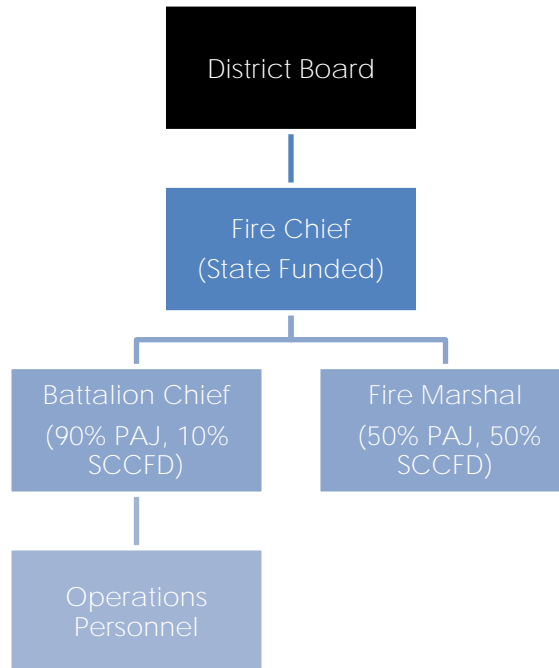 District Board
Fire Chief
(State Funded)
Battalion Chief
(90% PAJ, 10%
SCCFD)
Fire Marshal
(50% PAJ, 50%
SCCFD)
Operations
Personnel